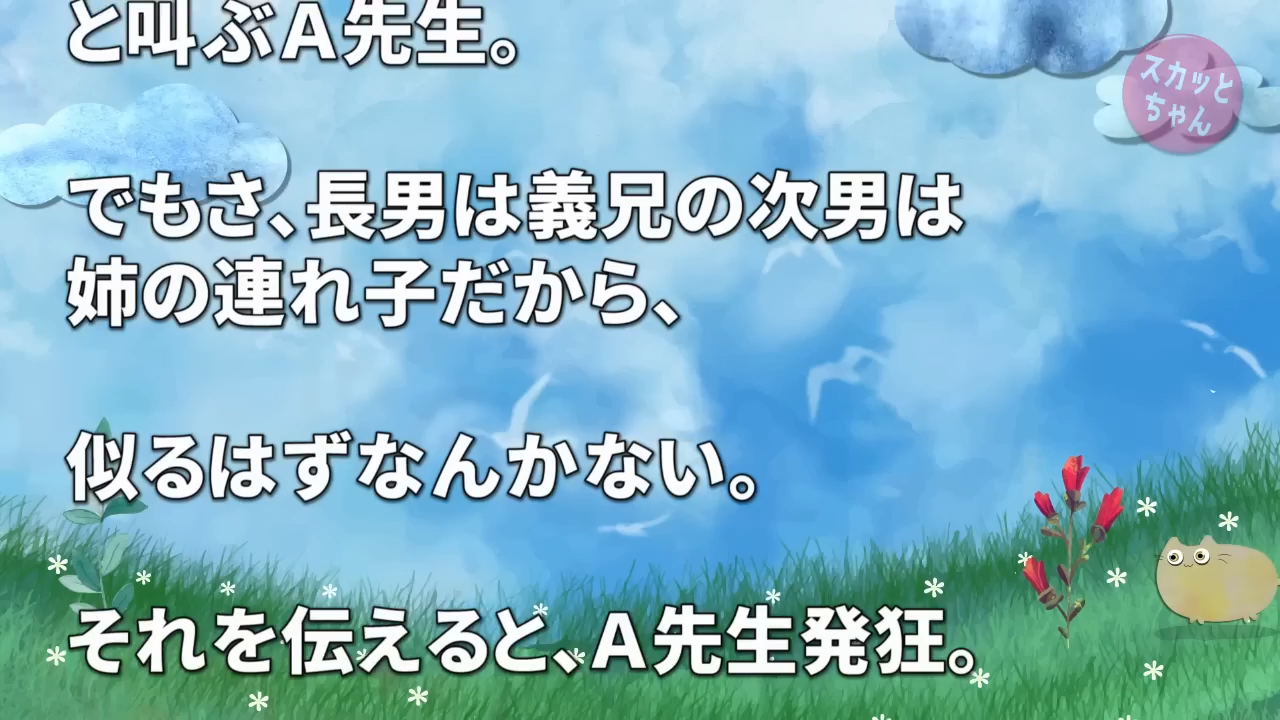 と叫ぶA先生。
スカッと
ちゃん
でもさ、長男は義兄の次男は
姉の連れ子だから、
似るはずなんかない。
それを伝えると、A先生発狂。